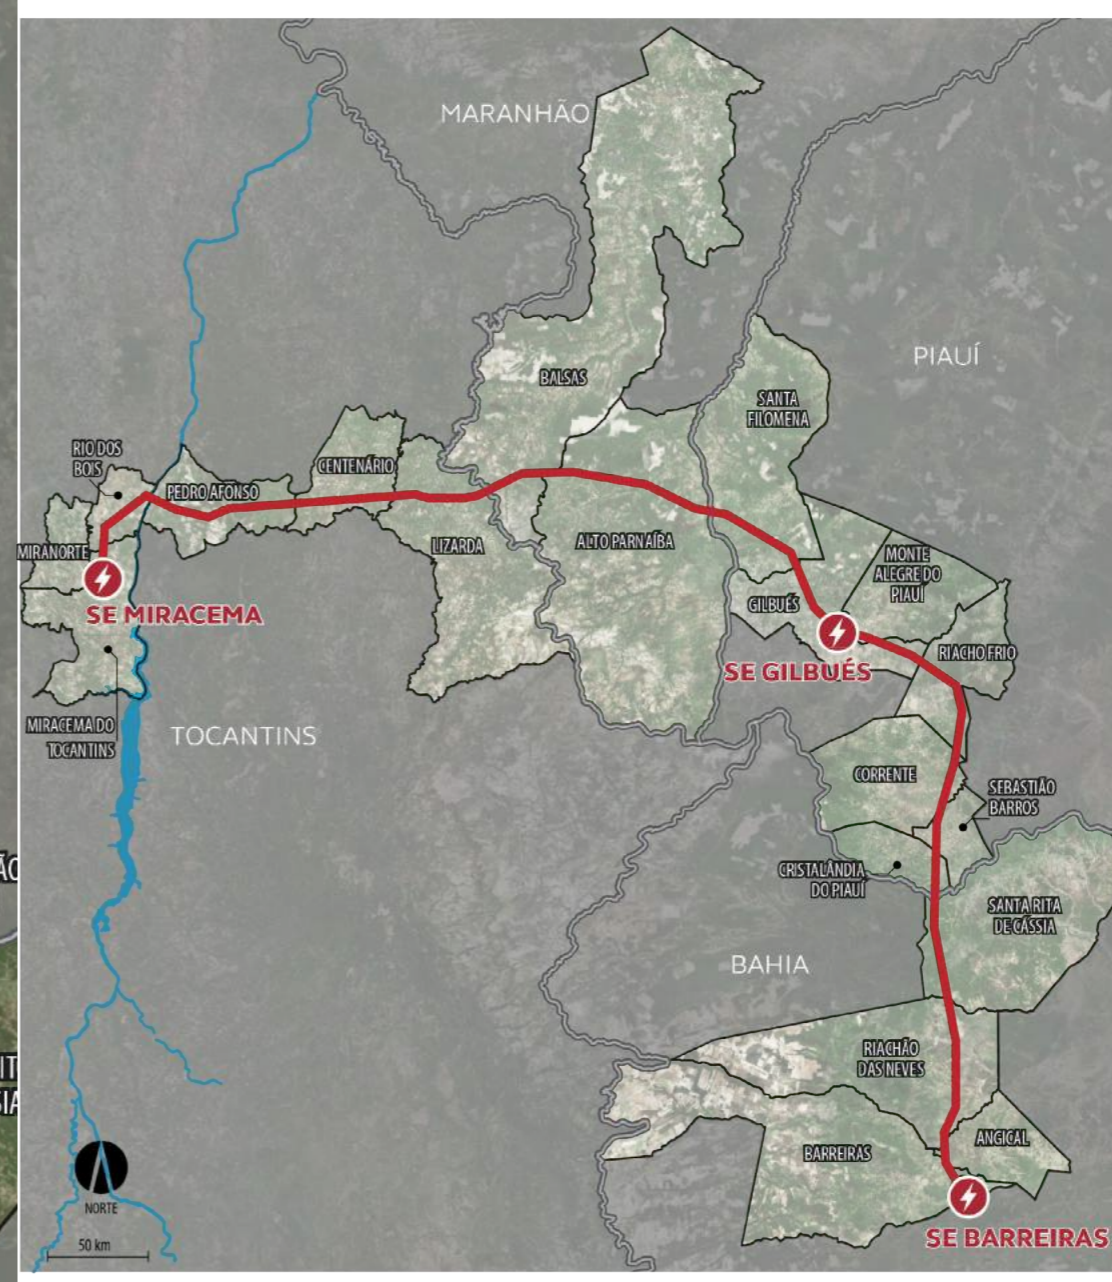 MARANHÃO
PIAUÍ
BALSAS
SANTA
FILOMENA
RIO DOS
BOIS
CENTENÁRIO
PEDRO AFONSO
MIRANORTE
LIZARDA
ALTO PARNAÍBA
MONTE
ALEGRE DO
PIAUÍ
GILBUÉS
SE MIRACEMA
SE GILBUÉS
RIACHO FRIO
MIRACEMA DO
TOCANTINS
TOCANTINS
CORRENTE
SEBASTIÃO
BARROS
CRISTALÂNDIA
DO PIAUÍ
SANTA RITA
DE CÁSSIA
BAHIA
RIACHÃO
DAS NEVES
ANGICAL
BARREIRAS
NORTE
50 km
SE BARREIRAS